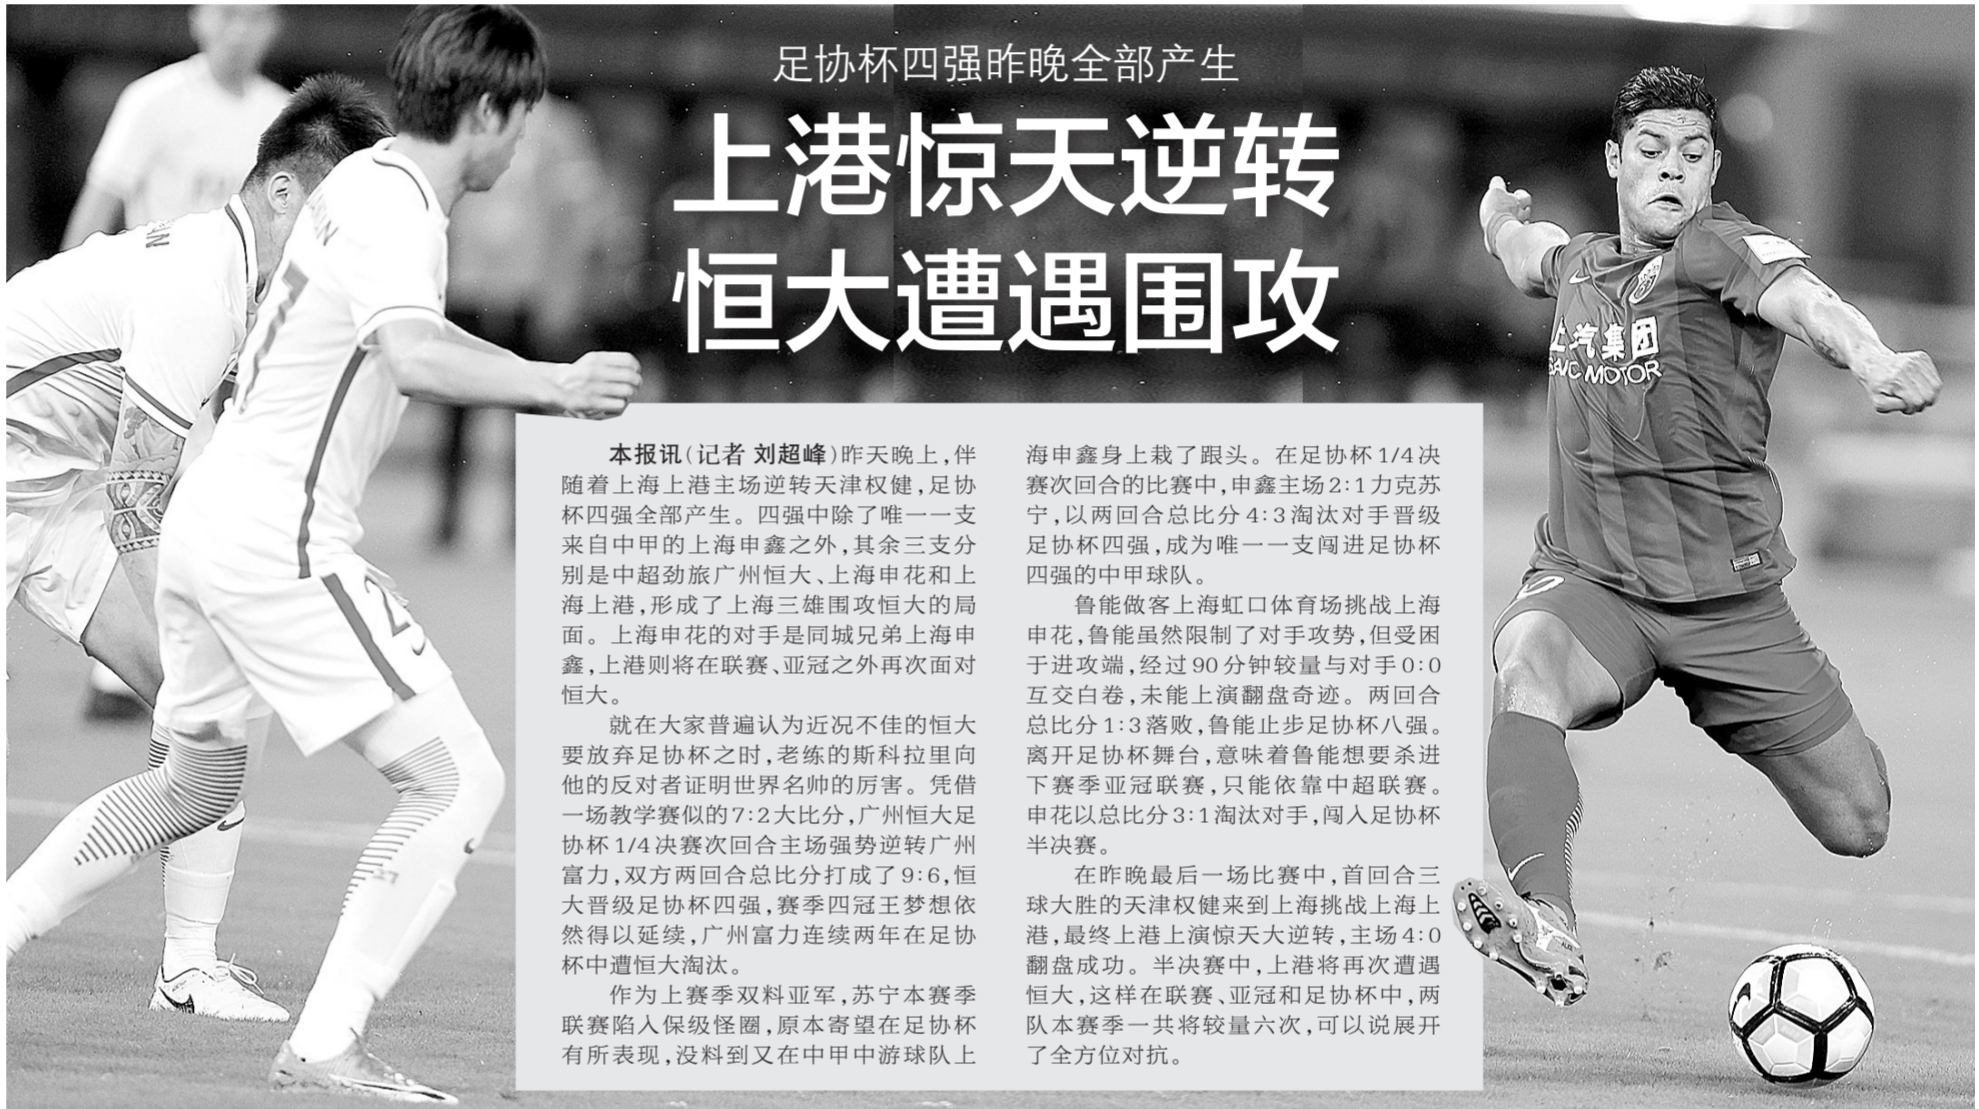 足协杯四强昨晚全部产生
上港惊天逆转
恒大遭遇围攻
本报讯(记者 刘超峰)昨天晚上,伴
随着上海上港主场逆转天津权健,足协
杯四强全部产生。四强中除了唯一一支
来自中甲的上海申鑫之外,其余三支分
别是中超劲旅广州恒大、上海申花和上
海上港,形成了上海三雄围攻恒大的局
面。上海申花的对手是同城兄弟上海申
鑫,上港则将在联赛、亚冠之外再次面对
恒大。
就在大家普遍认为近况不佳的恒大
要放弃足协杯之时,老练的斯科拉里向
他的反对者证明世界名帅的厉害。凭借
一场教学赛似的7:2大比分,广州恒大足
协杯1/4决赛次回合主场强势逆转广州
富力,双方两回合总比分打成了9:6,恒
大晋级足协杯四强,赛季四冠王梦想依
然得以延续,广州富力连续两年在足协
杯中遭恒大淘汰。
作为上赛季双料亚军,苏宁本赛季
联赛陷入保级怪圈,原本寄望在足协杯
有所表现,没料到又在中甲中游球队上
海申鑫身上栽了跟头。在足协杯1/4决
赛次回合的比赛中,申鑫主场2:1力克苏
宁,以两回合总比分4:3淘汰对手晋级
足协杯四强,成为唯一一支闯进足协杯
四强的中甲球队。
鲁能做客上海虹口体育场挑战上海
申花,鲁能虽然限制了对手攻势,但受困
于进攻端,经过90分钟较量与对手0:0
互交白卷,未能上演翻盘奇迹。两回合
总比分1:3落败,鲁能止步足协杯八强。
离开足协杯舞台,意味着鲁能想要杀进
下赛季亚冠联赛,只能依靠中超联赛。
申花以总比分3:1淘汰对手,闯入足协杯
半决赛。
在昨晚最后一场比赛中,首回合三
球大胜的天津权健来到上海挑战上海上
港,最终上港上演惊天大逆转,主场4:0
翻盘成功。半决赛中,上港将再次遭遇
恒大,这样在联赛、亚冠和足协杯中,两
队本赛季一共将较量六次,可以说展开
了全方位对抗。
上汽集团
SAIC MOTOR
2